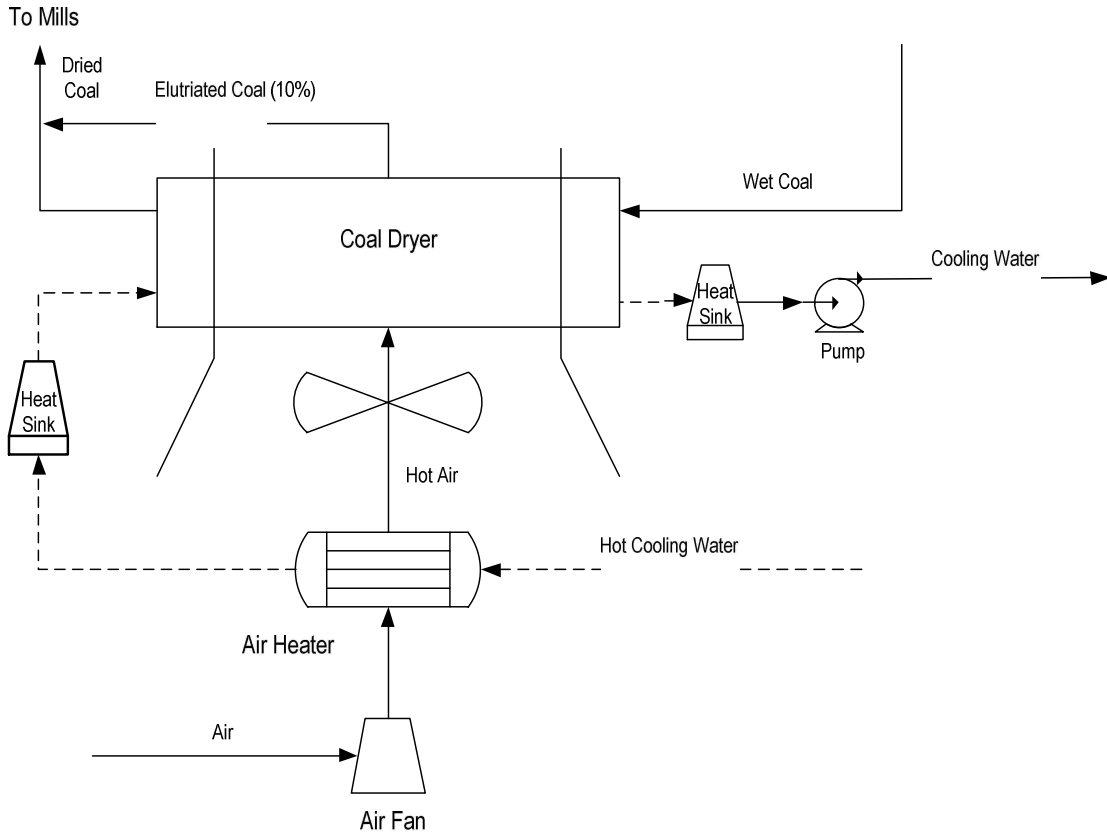 To Mills
Dried
Coal
Elutriated Coal (10%)
Wet Coal
Coal Dryer
Cooling Water
Heat
Sink
Pump
Heat
Sink
Hot Air
Hot Cooling Water
Air Heater
Air
Air Fan